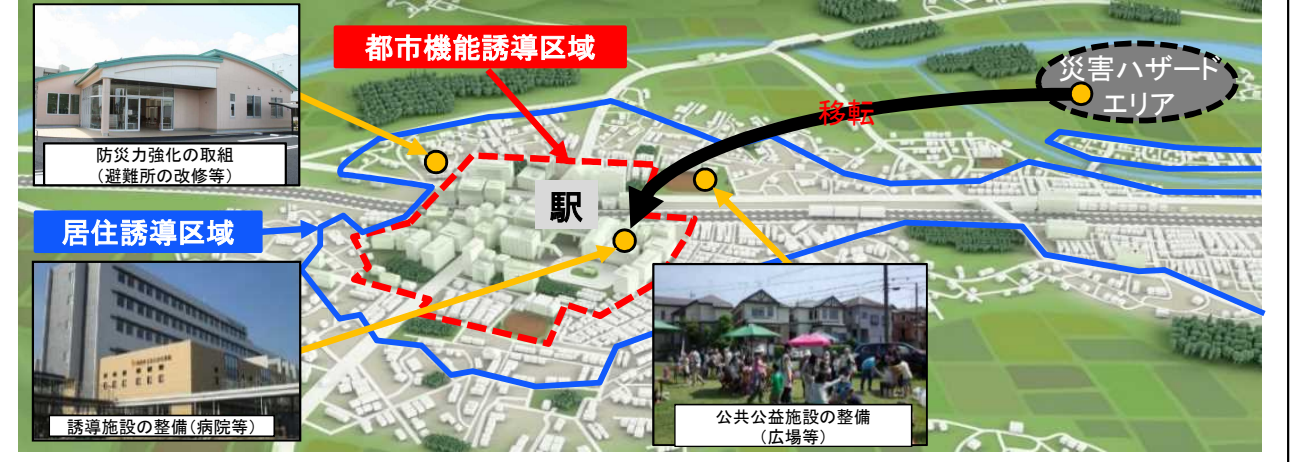 都市機能誘導区域
災害ハザード
エリア
移転
防災力強化の取組
（避難所の改修等）
駅
居住誘導区域
誘導施設の整備（病院等）
公共公益施設の整備
（広場等）